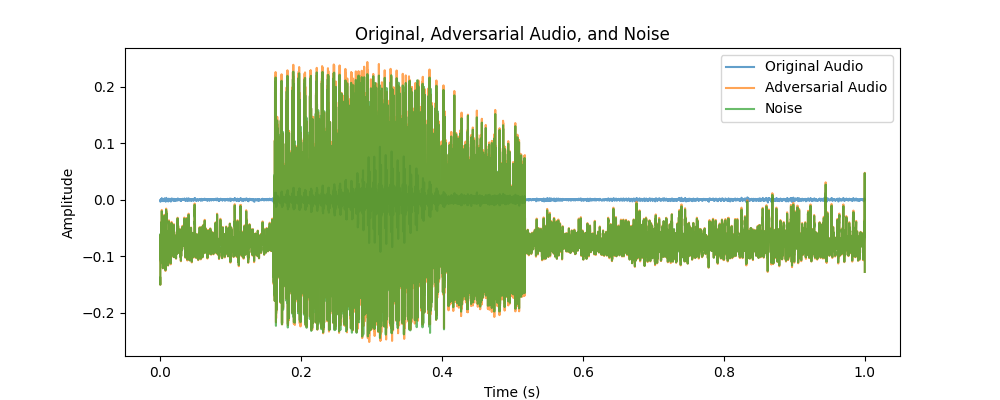 Original, Adversarial Audio, and Noise
Original Audio
Adversarial Audio
Noise
0.2
0.1
0.0
−0.1
−0.2
Amplitude
0.0
0.2
0.4
0.6
0.8
1.0
Time (s)